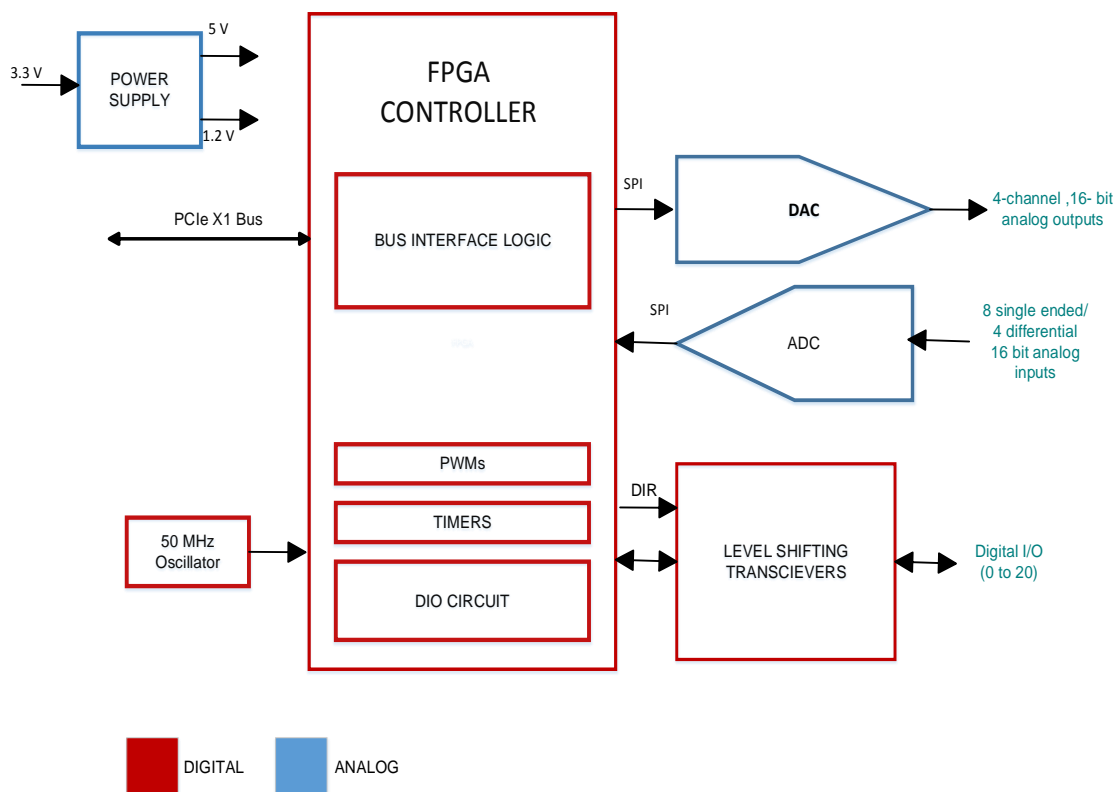 5 V
3.3 V
POWER
SUPPLY
1.2 V
FPGA
CONTROLLER
PCIe X1 Bus
BUS INTERFACE LOGIC
SPI
DAC
4-channel ,16- bit
analog outputs
SPI
ADC
8 single ended/
4 differential
16 bit analog
inputs
FPGA
PWMs
TIMERS
DIO CIRCUIT
50 MHz
Oscillator
DIR
LEVEL SHIFTING
TRANSCIEVERS
Digital I/O
(0 to 20)
DIGITAL
ANALOG